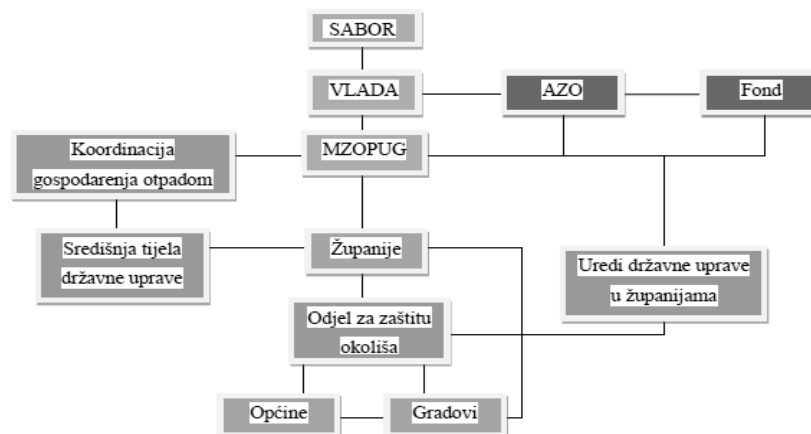 SABOR
VLADA
AZO
Fond
Koordinacija
gospodarenja otpadom
MZOPUG
Središnja tijela
državne uprave
Županije
Uredi državne uprave
u županijama
Odjel za zaštitu
okoliša
Općine
Gradovi